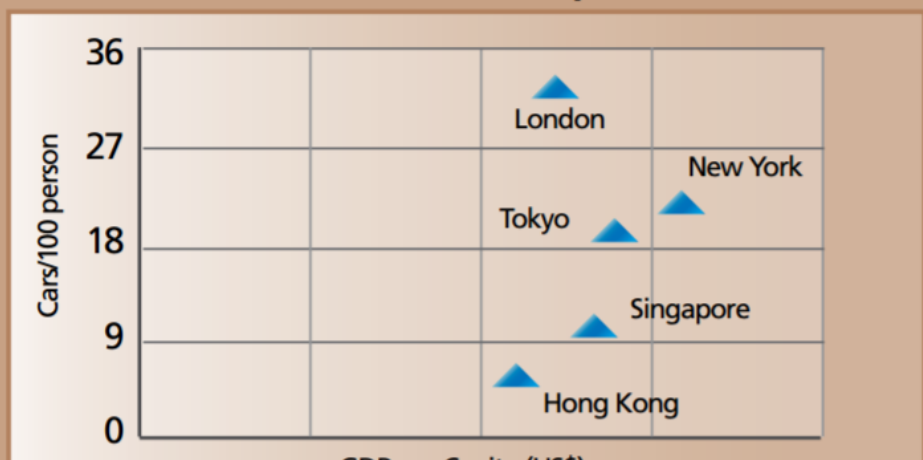 36
London
27
New York
Tokyo
18
Cars/100 person
Singapore
9
Hong Kong
0